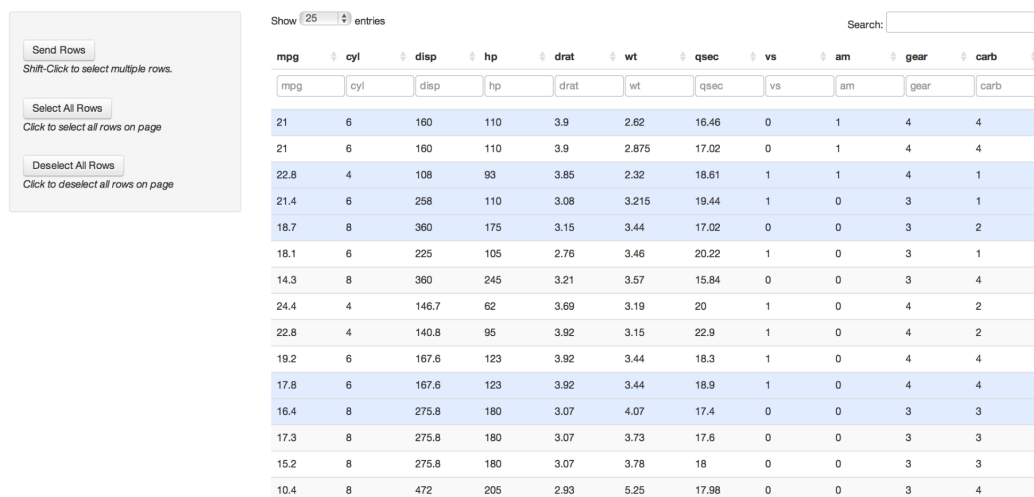 Send Rows
Shift-Click to select multiple rows.
Select All Rows
Click to select all rows on page
Deselect All Rows
Click to deselect all rows on page
Show 25 entries
Search:
mpg cyl disp hp drat wt qsec vs am gear carb
mpg cyl disp hp drat wt qsec vs am gear carb
21 6 160 110 3.9 2.62 16.46 0 1 4 4
21 6 160 110 3.9 2.875 17.02 0 1 4 4
22.8 4 108 93 3.85 2.32 18.61 1 1 4 1
21.4 6 258 110 3.08 3.215 19.44 1 0 3 1
18.7 8 360 175 3.15 3.44 17.02 0 0 3 2
18.1 6 225 105 2.76 3.46 20.22 1 0 3 1
14.3 8 360 245 3.21 3.57 15.84 0 0 3 4
24.4 4 146.7 62 3.69 3.19 20 1 0 4 2
22.8 4 140.8 95 3.92 3.15 22.9 1 0 4 2
19.2 6 167.6 123 3.92 3.44 18.3 1 0 4 4
17.8 6 167.6 123 3.92 3.44 18.9 1 0 4 4
16.4 8 275.8 180 3.07 4.07 17.4 0 0 3 3
17.3 8 275.8 180 3.07 3.73 17.6 0 0 3 3
15.2 8 275.8 180 3.07 3.78 18 0 0 3 3
10.4 8 472 205 2.93 5.25 17.98 0 0 3 4